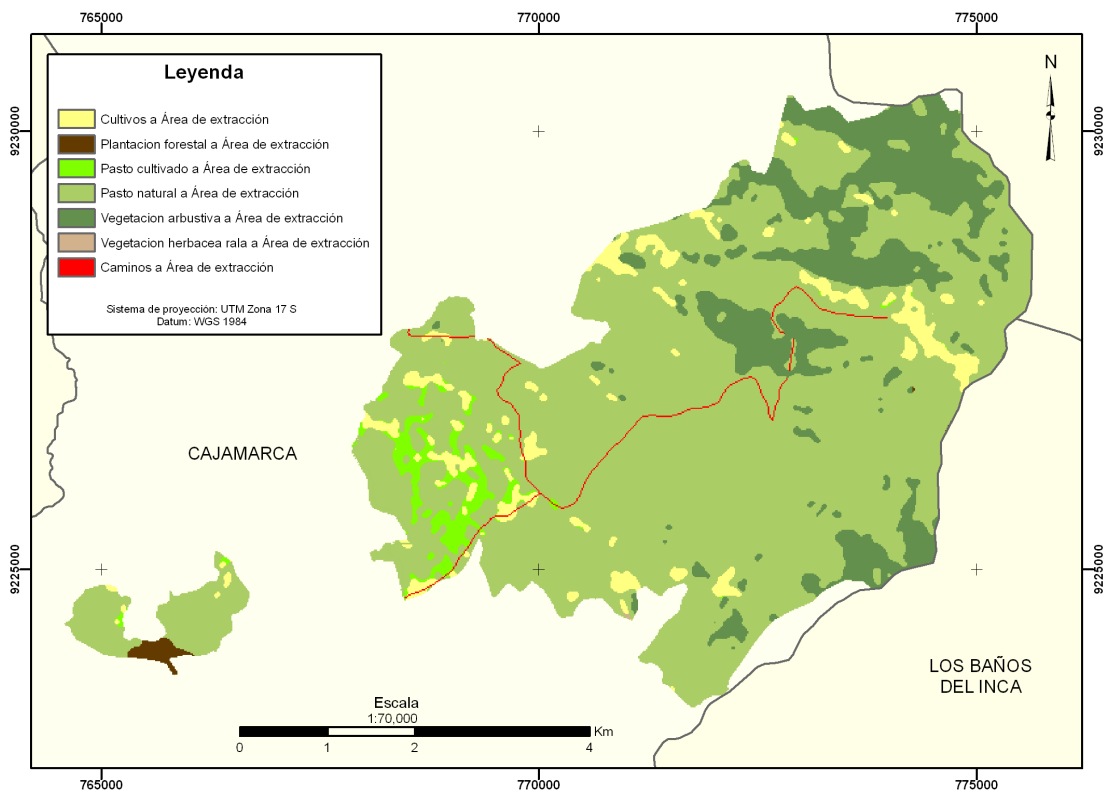 765000
770000
775000
Leyenda
Cultivos a Área de extracción
Plantacion forestal a Área de extracción
Pasto cultivado a Área de extracción
Pasto natural a Área de extracción
Vegetacion arbustiva a Área de extracción
Vegetacion herbacea rala a Área de extracción
Caminos a Área de extracción
Sistema de proyección: UTM Zona 17 S
Datum: WGS 1984
N
9230000
9230000
CAJAMARCA
9225000
9225000
LOS BAÑOS
DEL INCA
Escala
1:70,000
Km
0
1
2
4
765000
770000
775000